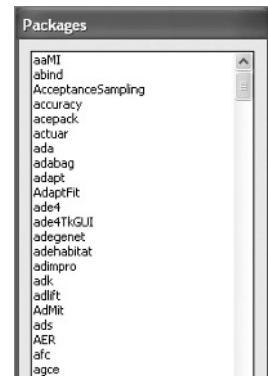 Packages
aaMI
abind
AcceptanceSampling
accuracy
acepack
actuar
ada
adabag
adapt
AdaptFit
ade4
ade4TkGUI
adegenet
adehabitat
adimpro
adk
adlift
AdMit
ads
AER
afc
agce